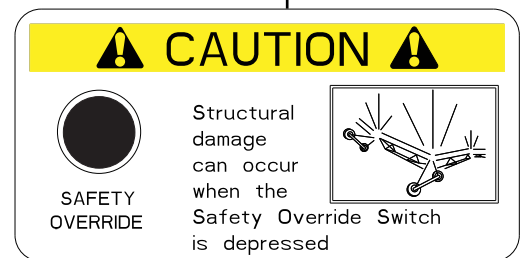 CAUTION
SAFETY
OVERRIDE
Structural
damage
can occur
when the
Safety Override Switch
is depressed